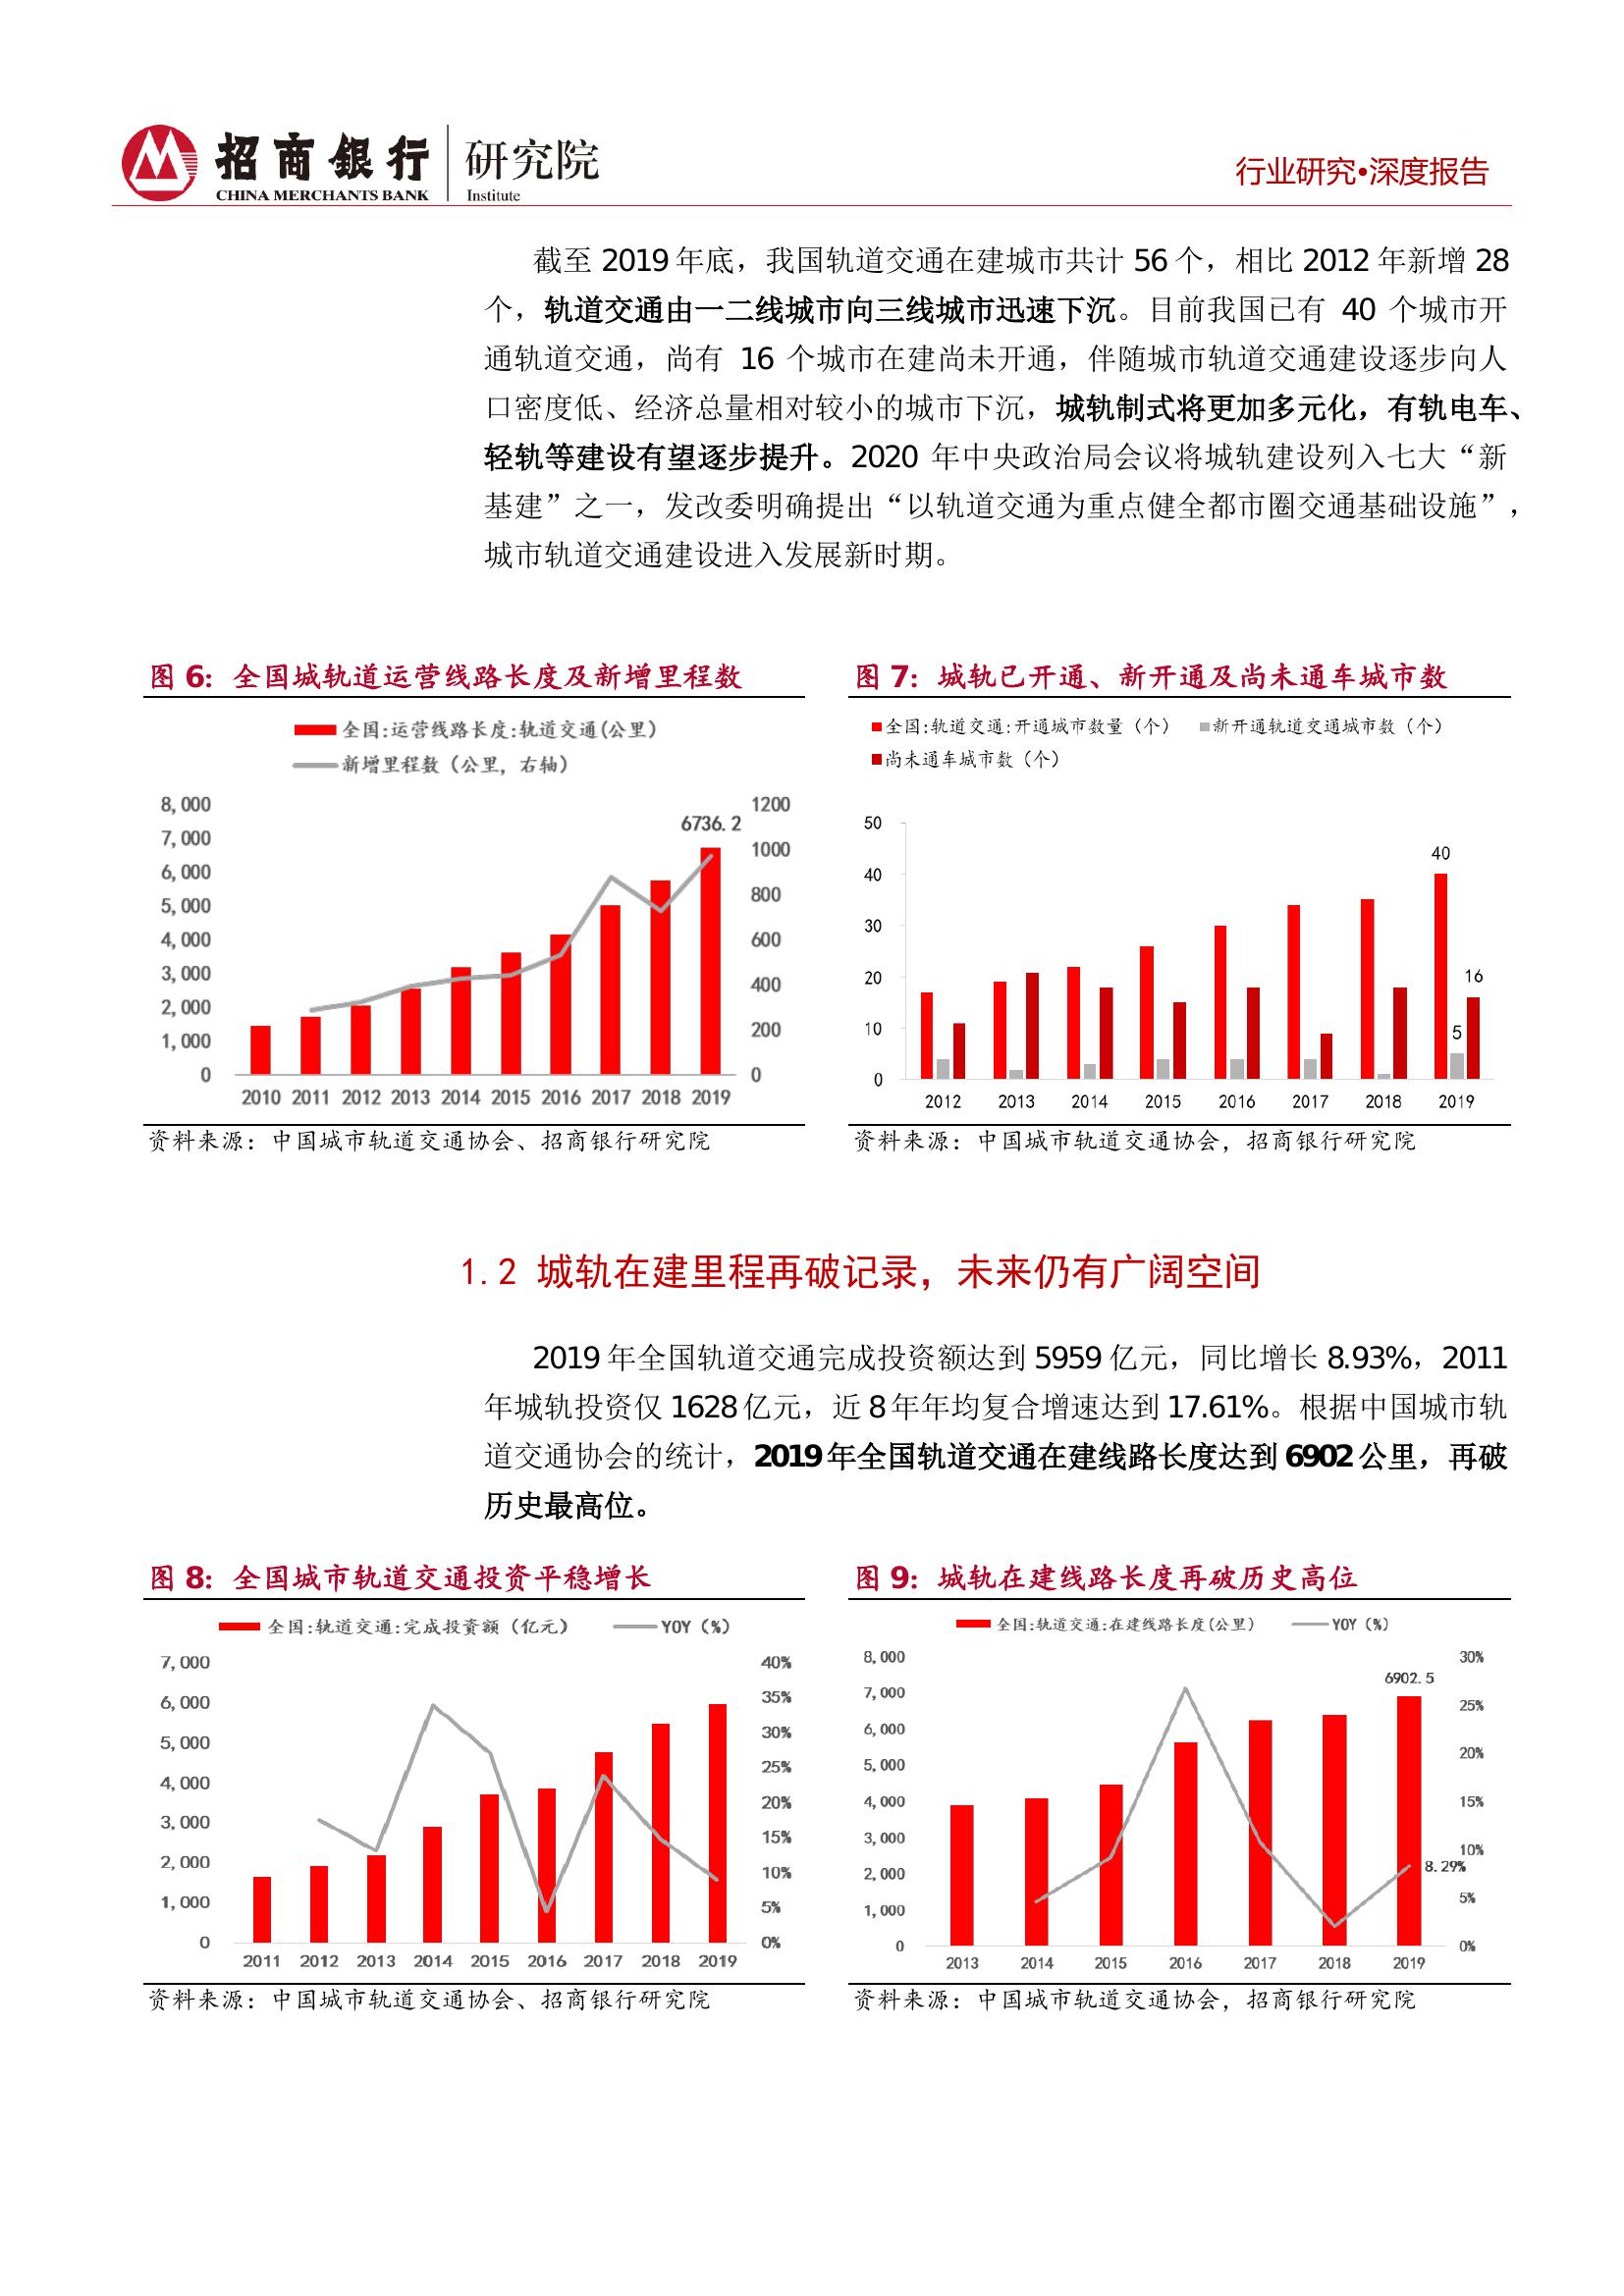 招商银行 研究院
CHINA MERCHANTS BANK Institute
行业研究•深度报告
截至 2019 年底，我国轨道交通在建城市共计 56 个，相比 2012 年新增 28
个，轨道交通由一二线城市向三线城市迅速下沉。目前我国已有 40 个城市开
通轨道交通，尚有 16 个城市在建尚未开通，伴随城市轨道交通建设逐步向人
口密度低、经济总量相对较小的城市下沉，城轨制式将更加多元化，有轨电车、
轻轨等建设有望逐步提升。2020 年中央政治局会议将城轨建设列入七大“新
基建”之一，发改委明确提出“以轨道交通为重点健全都市圈交通基础设施”，
城市轨道交通建设进入发展新时期。
图 6：全国城轨道运营线路长度及新增里程数
全国:运营线路长度:轨道交通(公里)
新增里程数（公里，右轴）
8,000
7,000
6,000
5,000
4,000
3,000
2,000
1,000
0
6736.2
1200
1000
800
600
400
200
0
2010 2011 2012 2013 2014 2015 2016 2017 2018 2019
资料来源：中国城市轨道交通协会、招商银行研究院
图 7：城轨已开通、新开通及尚未通车城市数
全国:轨道交通:开通城市数量（个） 新开通轨道交通城市数（个）
尚未通车城市数（个）
50
40
30
20
10
0
40
16
5
2012 2013 2014 2015 2016 2017 2018 2019
资料来源：中国城市轨道交通协会，招商银行研究院
1.2 城轨在建里程再破记录，未来仍有广阔空间
2019 年全国轨道交通完成投资额达到 5959 亿元，同比增长 8.93%，2011
年城轨投资仅 1628 亿元，近 8 年年均复合增速达到 17.61%。根据中国城市轨
道交通协会的统计，2019 年全国轨道交通在建线路长度达到 6902 公里，再破
历史最高位。
图 8：全国城市轨道交通投资平稳增长
全国:轨道交通:完成投资额（亿元） YOY（%）
7,000
6,000
5,000
4,000
3,000
2,000
1,000
0
40%
35%
30%
25%
20%
15%
10%
5%
0%
2011 2012 2013 2014 2015 2016 2017 2018 2019
资料来源：中国城市轨道交通协会、招商银行研究院
图 9：城轨在建线路长度再破历史高位
全国:轨道交通:在建线路长度(公里) YOY（%）
8,000
7,000
6,000
5,000
4,000
3,000
2,000
1,000
0
6902.5
30%
25%
20%
15%
10%
8.29%
5%
0%
2013 2014 2015 2016 2017 2018 2019
资料来源：中国城市轨道交通协会，招商银行研究院